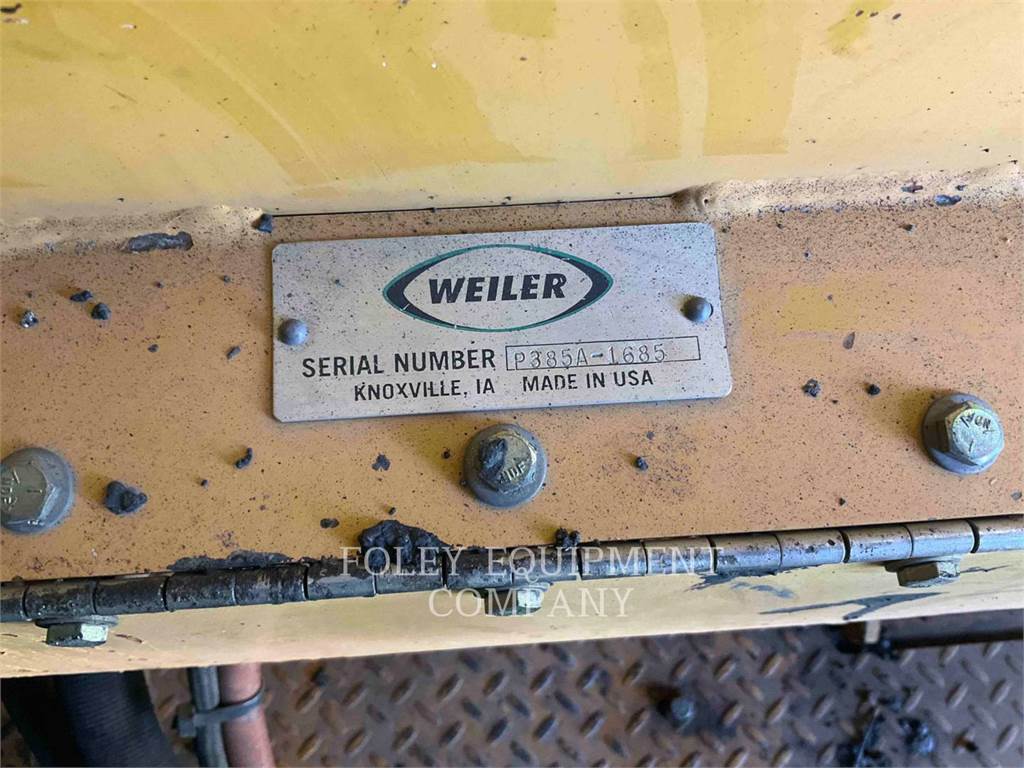 WEILER
SERIAL NUMBER P385A-1685
KNOXVILLE, IA MADE IN USA
FOLEY EQUIPMENT
COMPANY